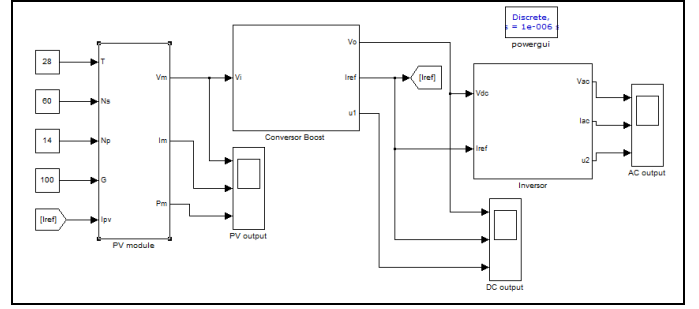 Discrete,
s = 1e-006 s
powergui
28
60
14
100
[Iref]
T
Ns
Np
G
Ipv
Vm
Im
Pm
PV module
Vi
Vo
Iref
u1
Conversor Boost
[Iref]
PV output
Vdc
Iref
Vac
Iac
u2
Inversor
AC output
DC output